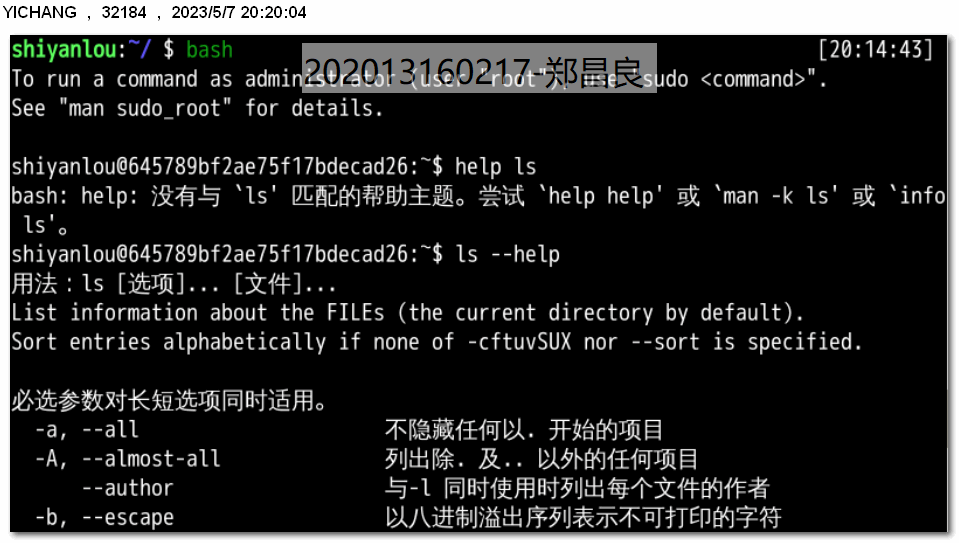 YICHANG , 32184 , 2023/5/7 20:20:04
shiyanlou:~/ $ bash [20:14:43]
202013160217-郑昌良
To run a command as administrator (user "root"), use "sudo <command>".
See "man sudo_root" for details.
shiyanlou@645789bf2ae75f17bdecad26:~$ help ls
bash: help: 没有与 `ls' 匹配的帮助主题。尝试 `help help' 或 `man -k ls' 或 `info
ls'。
shiyanlou@645789bf2ae75f17bdecad26:~$ ls --help
用法：ls [选项]... [文件]...
List information about the FILEs (the current directory by default).
Sort entries alphabetically if none of -cftuvSUX nor --sort is specified.
必选参数对长短选项同时适用。
-a, --all 不隐藏任何以. 开始的项目
-A, --almost-all 列出除. 及.. 以外的任何项目
--author 与-l 同时使用时列出每个文件的作者
-b, --escape 以八进制溢出序列表示不可打印的字符